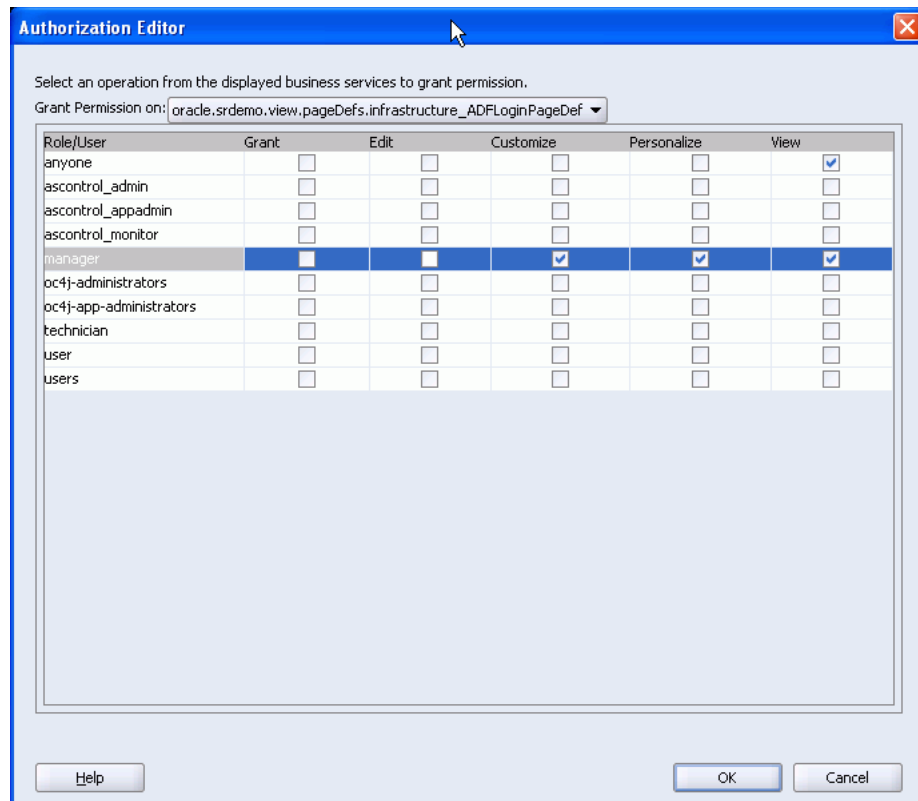 Authorization Editor
Select an operation from the displayed business services to grant permission.
Grant Permission on: oracle.srdemo.view.pageDefs.infrastructure_ADFLoginPageDef
Role/User Grant Edit Customize Personalize View
anyone
ascontrol_admin
ascontrol_appadmin
ascontrol_monitor
manager
oc4j-administrators
oc4j-app-administrators
technician
user
users
Help OK Cancel